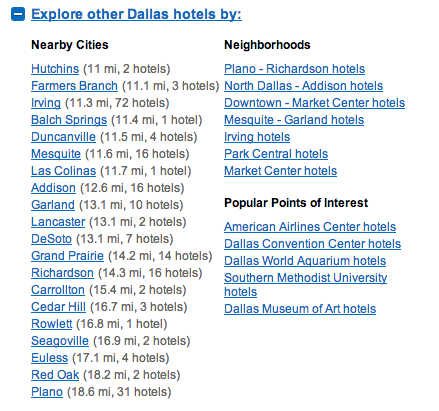 Explore other Dallas hotels by:
Nearby Cities
Hutchins (11 mi, 2 hotels)
Farmers Branch (11.1 mi, 3 hotels)
Irving (11.3 mi, 72 hotels)
Balch Springs (11.4 mi, 1 hotel)
Duncanville (11.5 mi, 4 hotels)
Mesquite (11.6 mi, 16 hotels)
Las Colinas (11.7 mi, 1 hotel)
Addison (12.6 mi, 16 hotels)
Garland (13.1 mi, 10 hotels)
Lancaster (13.1 mi, 2 hotels)
DeSoto (13.1 mi, 7 hotels)
Grand Prairie (14.2 mi, 14 hotels)
Richardson (14.3 mi, 16 hotels)
Carrollton (15.4 mi, 2 hotels)
Cedar Hill (16.7 mi, 3 hotels)
Rowlett (16.8 mi, 1 hotel)
Seagoville (16.9 mi, 2 hotels)
Euless (17.1 mi, 4 hotels)
Red Oak (18.2 mi, 2 hotels)
Plano (18.6 mi, 31 hotels)
Neighborhoods
Plano - Richardson hotels
North Dallas - Addison hotels
Downtown - Market Center hotels
Mesquite - Garland hotels
Irving hotels
Park Central hotels
Market Center hotels
Popular Points of Interest
American Airlines Center hotels
Dallas Convention Center hotels
Dallas World Aquarium hotels
Southern Methodist University
hotels
Dallas Museum of Art hotels